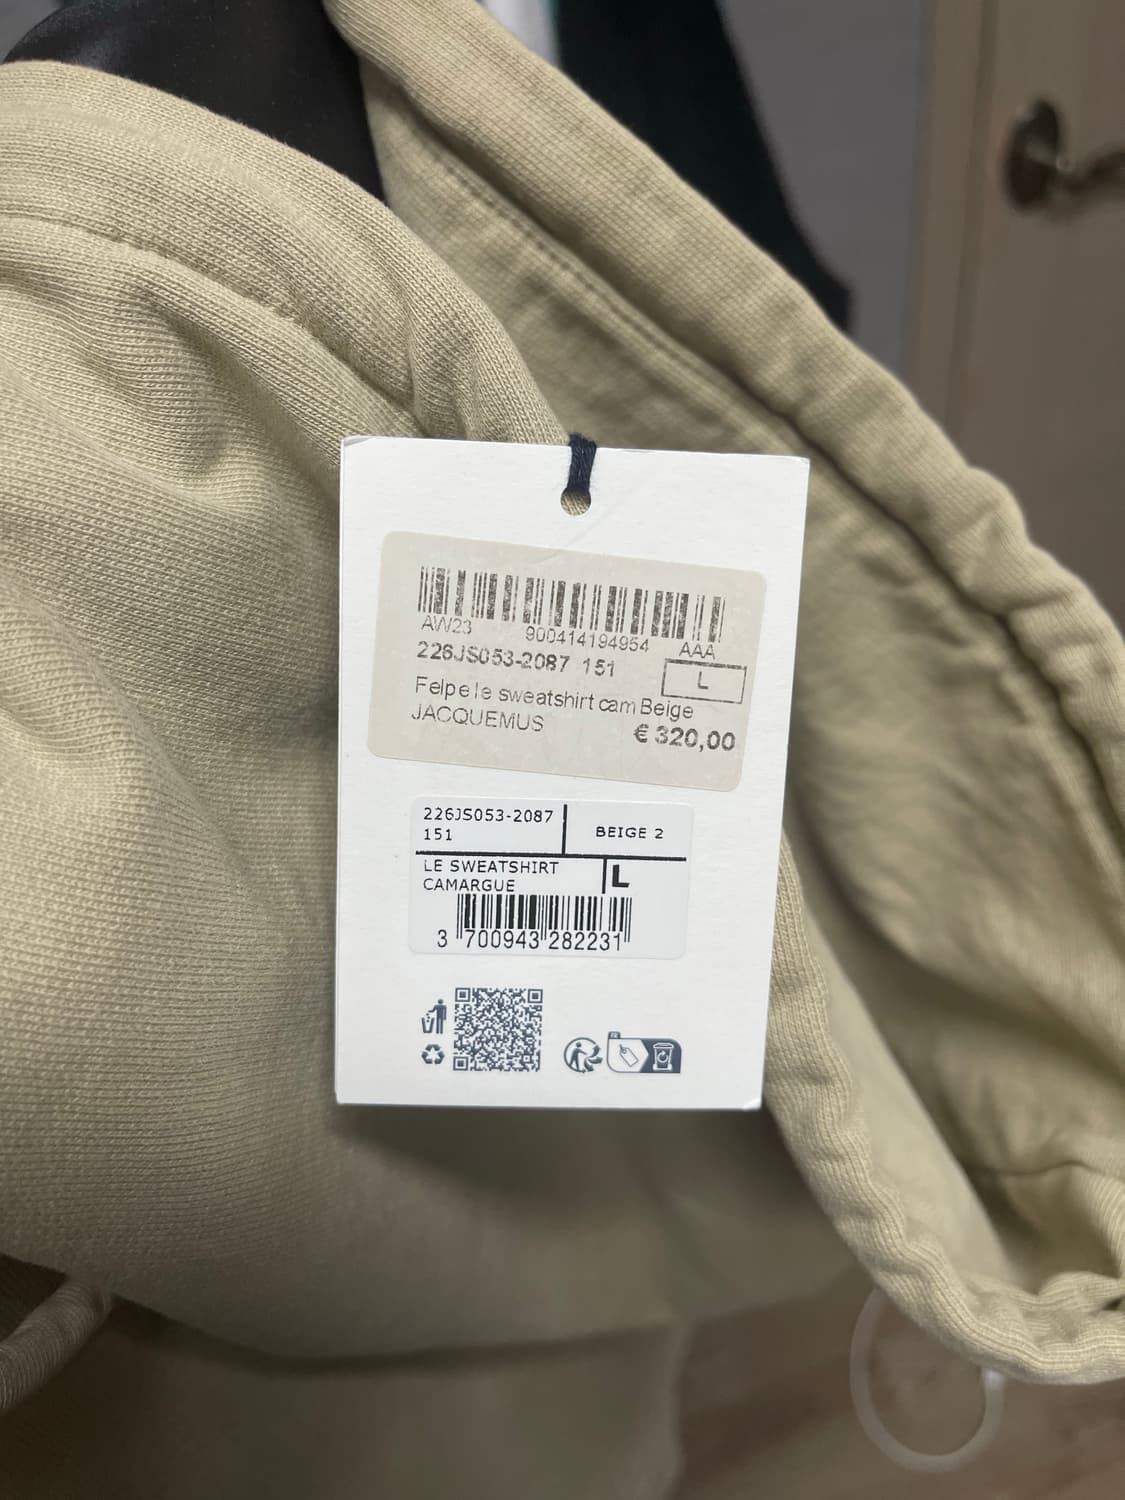 AW23 900414194954 AAA
226JS053-2087 151 L
Felpe le sweatshirt cam Beige
JACQUEMUS € 320,00
226JS053-2087
151
BEIGE 2
LE SWEATSHIRT
CAMARGUE
L
3 700943 282231
FR